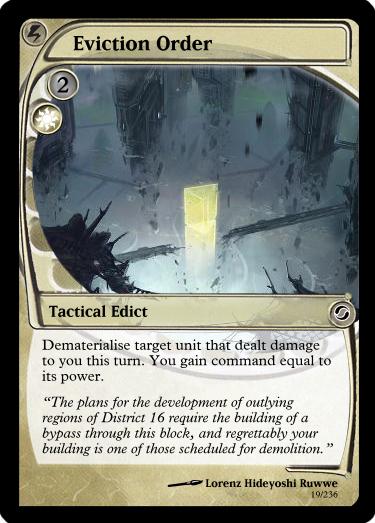 Eviction Order
2
Tactical Edict
Dematerialise target unit that dealt damage
to you this turn. You gain command equal to
its power.
“The plans for the development of outlying
regions of District 16 require the building of a
bypass through this block, and regrettably your
building is one of those scheduled for demolition.”
Lorenz Hideyoshi Ruwwe
19/236